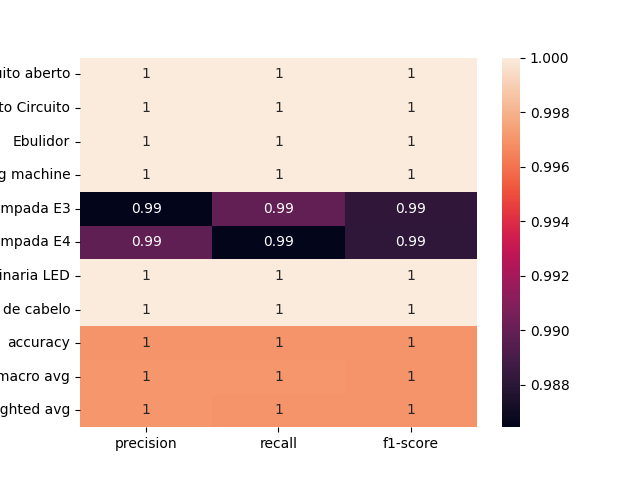 uito aberto 1 1 1
to Circuito 1 1 1
Ebulidor 1 1 1
g machine 1 1 1
mpada E3 0.99 0.99 0.99
mpada E4 0.99 0.99 0.99
inaria LED 1 1 1
de cabelo 1 1 1
accuracy 1 1 1
macro avg 1 1 1
ghted avg 1 1 1
precision recall f1-score
1.000
0.998
0.996
0.994
0.992
0.990
0.988